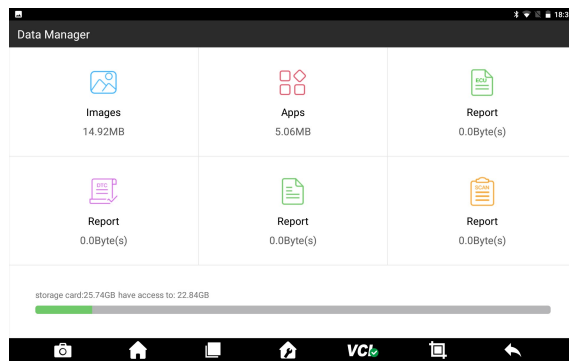 18:3
Data Manager
ECU
Images
Apps
Report
14.92MB
5.06MB
0.0Byte(s)
DTC
SCAN
Report
Report
Report
0.0Byte(s)
0.0Byte(s)
0.0Byte(s)
storage card:25.74GB have access to: 22.84GB
VCI